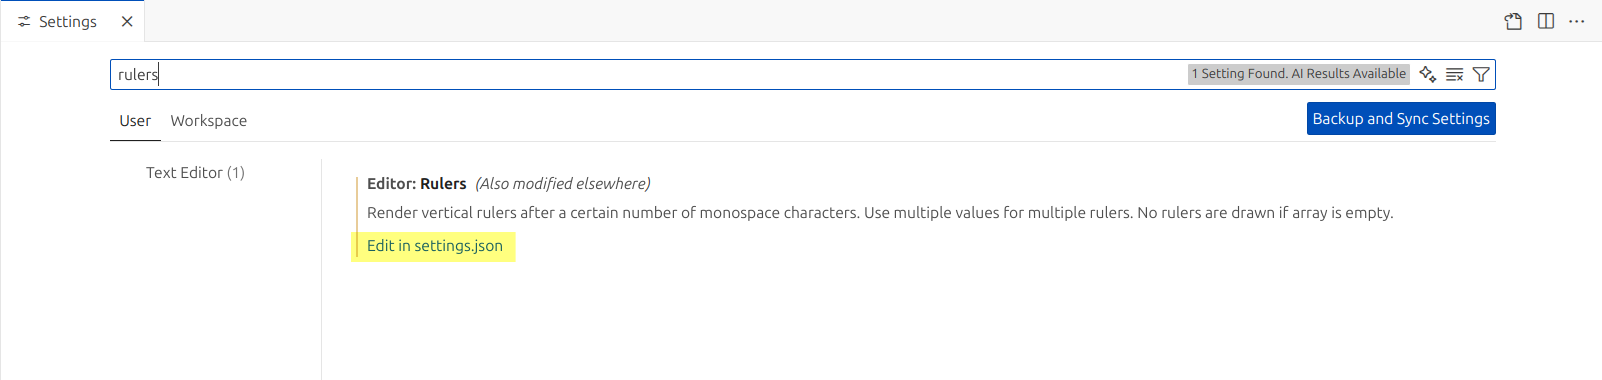 Settings
rulers
1 Setting Found. AI Results Available
User Workspace
Backup and Sync Settings
Text Editor (1)
Editor: Rulers (Also modified elsewhere)
Render vertical rulers after a certain number of monospace characters. Use multiple values for multiple rulers. No rulers are drawn if array is empty.
Edit in settings.json